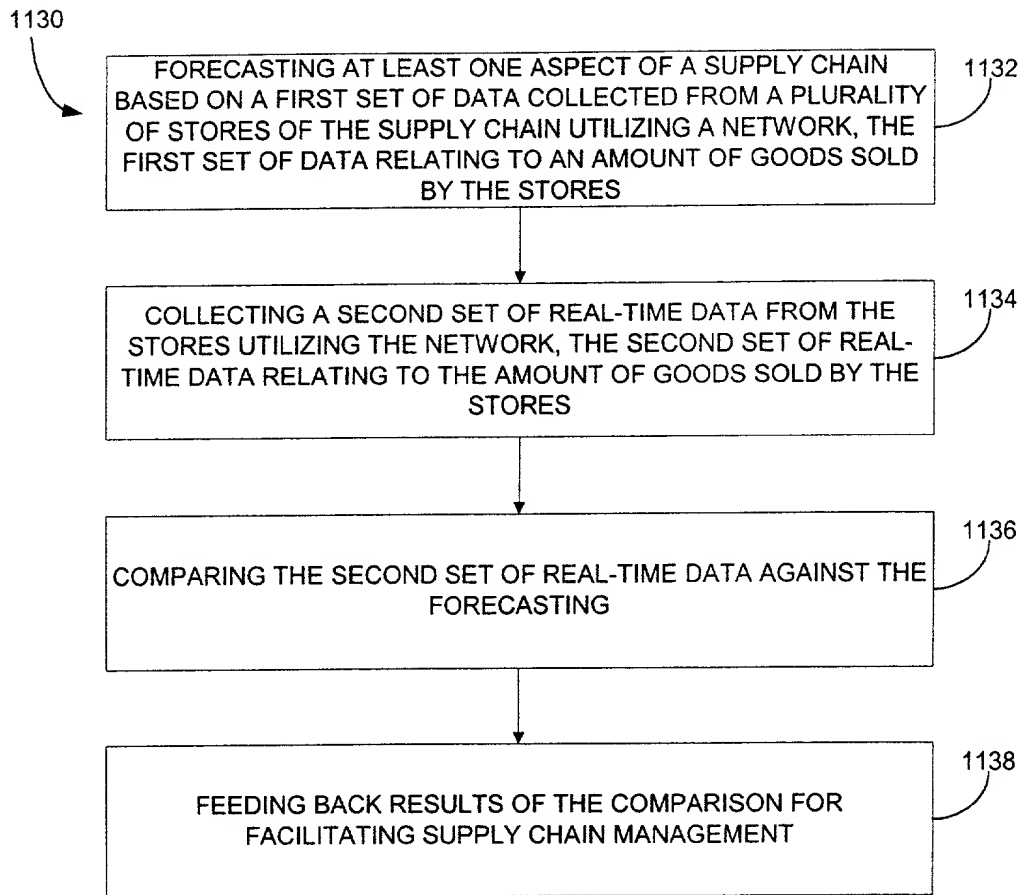 1130
FORECASTING AT LEAST ONE ASPECT OF A SUPPLY CHAIN
BASED ON A FIRST SET OF DATA COLLECTED FROM A PLURALITY
OF STORES OF THE SUPPLY CHAIN UTILIZING A NETWORK, THE
FIRST SET OF DATA RELATING TO AN AMOUNT OF GOODS SOLD
BY THE STORES
1132
COLLECTING A SECOND SET OF REAL-TIME DATA FROM THE
STORES UTILIZING THE NETWORK, THE SECOND SET OF REAL-
TIME DATA RELATING TO THE AMOUNT OF GOODS SOLD BY THE
STORES
1134
COMPARING THE SECOND SET OF REAL-TIME DATA AGAINST THE
FORECASTING
1136
FEEDING BACK RESULTS OF THE COMPARISON FOR
FACILITATING SUPPLY CHAIN MANAGEMENT
1138